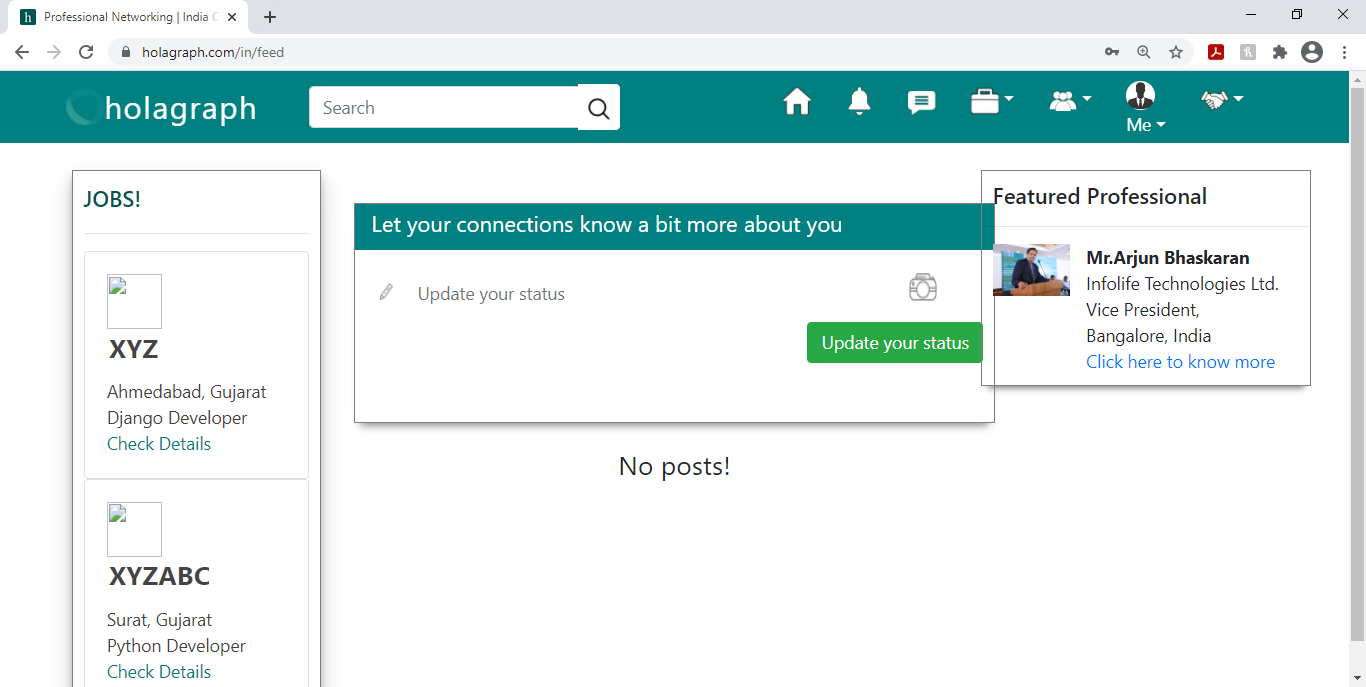 h Professional Networking | India
holagraph.com/in/feed
holagraph
Search
Me
JOBS!
XYZ
Ahmedabad, Gujarat
Django Developer
Check Details
XYZABC
Surat, Gujarat
Python Developer
Check Details
Let your connections know a bit more about you
Update your status
Update your status
No posts!
Featured Professional
Mr.Arjun Bhaskaran
Infolife Technologies Ltd.
Vice President,
Bangalore, India
Click here to know more